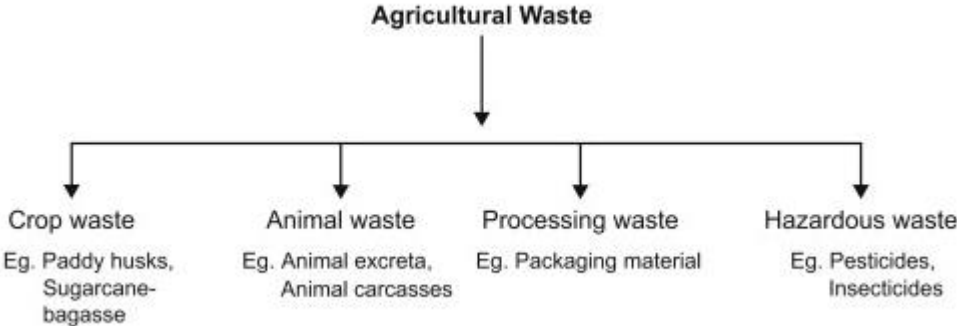 Agricultural Waste
Crop waste
Eg. Paddy husks,
Sugarcane-
bagasse
Animal waste
Eg. Animal excreta,
Animal carcasses
Processing waste
Eg. Packaging material
Hazardous waste
Eg. Pesticides,
Insecticides